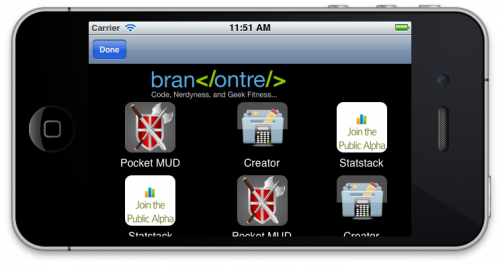 Carrier 11:51 AM
Done
bran</ontre/>
Code, Nerdyness, and Geek Fitness...
Pocket MUD Creator Join the Public Alpha Statstack
Join the Public Alpha Statstack Pocket MUD Creator